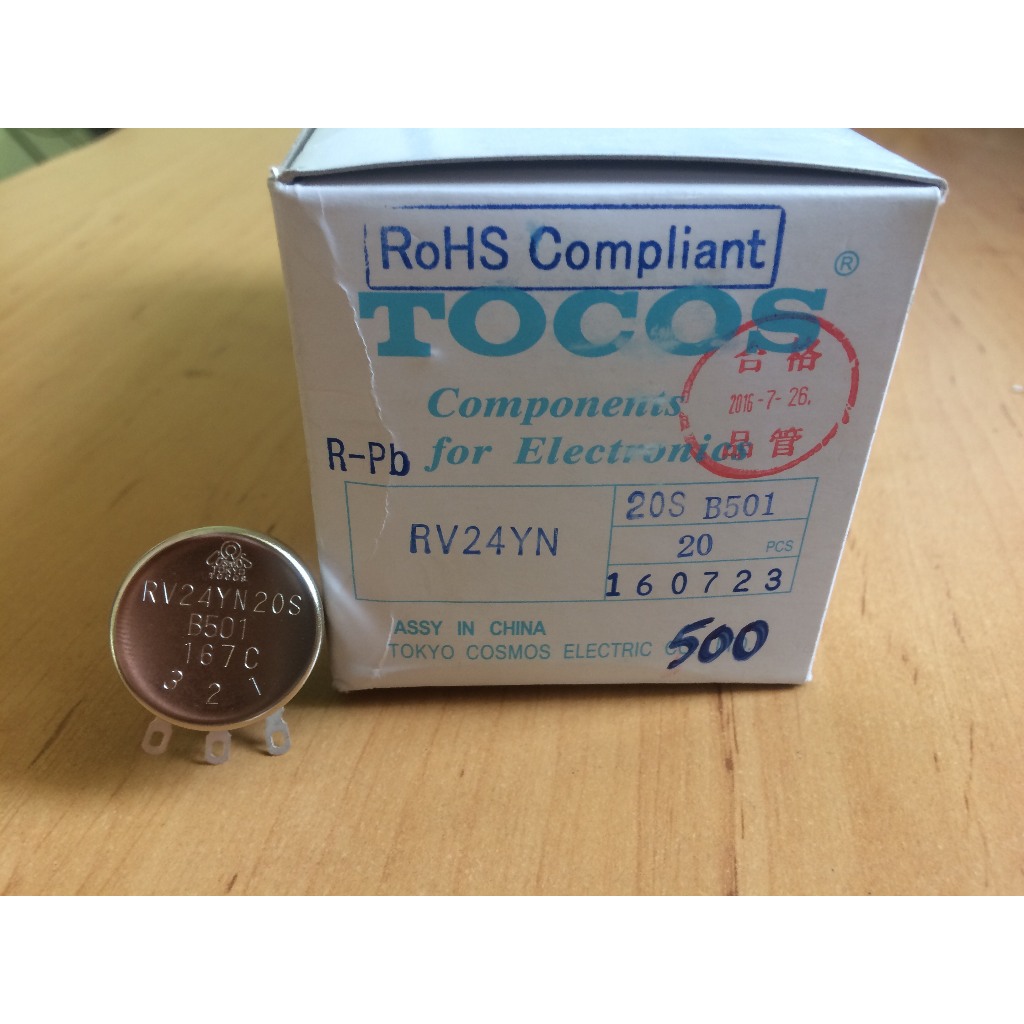 RoHS Compliant
TOCOS ®
合格
2016-7-26.
品管
Components
for Electronics
R-Pb
RV24YN
20S B501
20 PCS
160723
ASSY IN CHINA
TOKYO COSMOS ELECTRIC
500
RV24YN20S
B501
167C
3 2 1